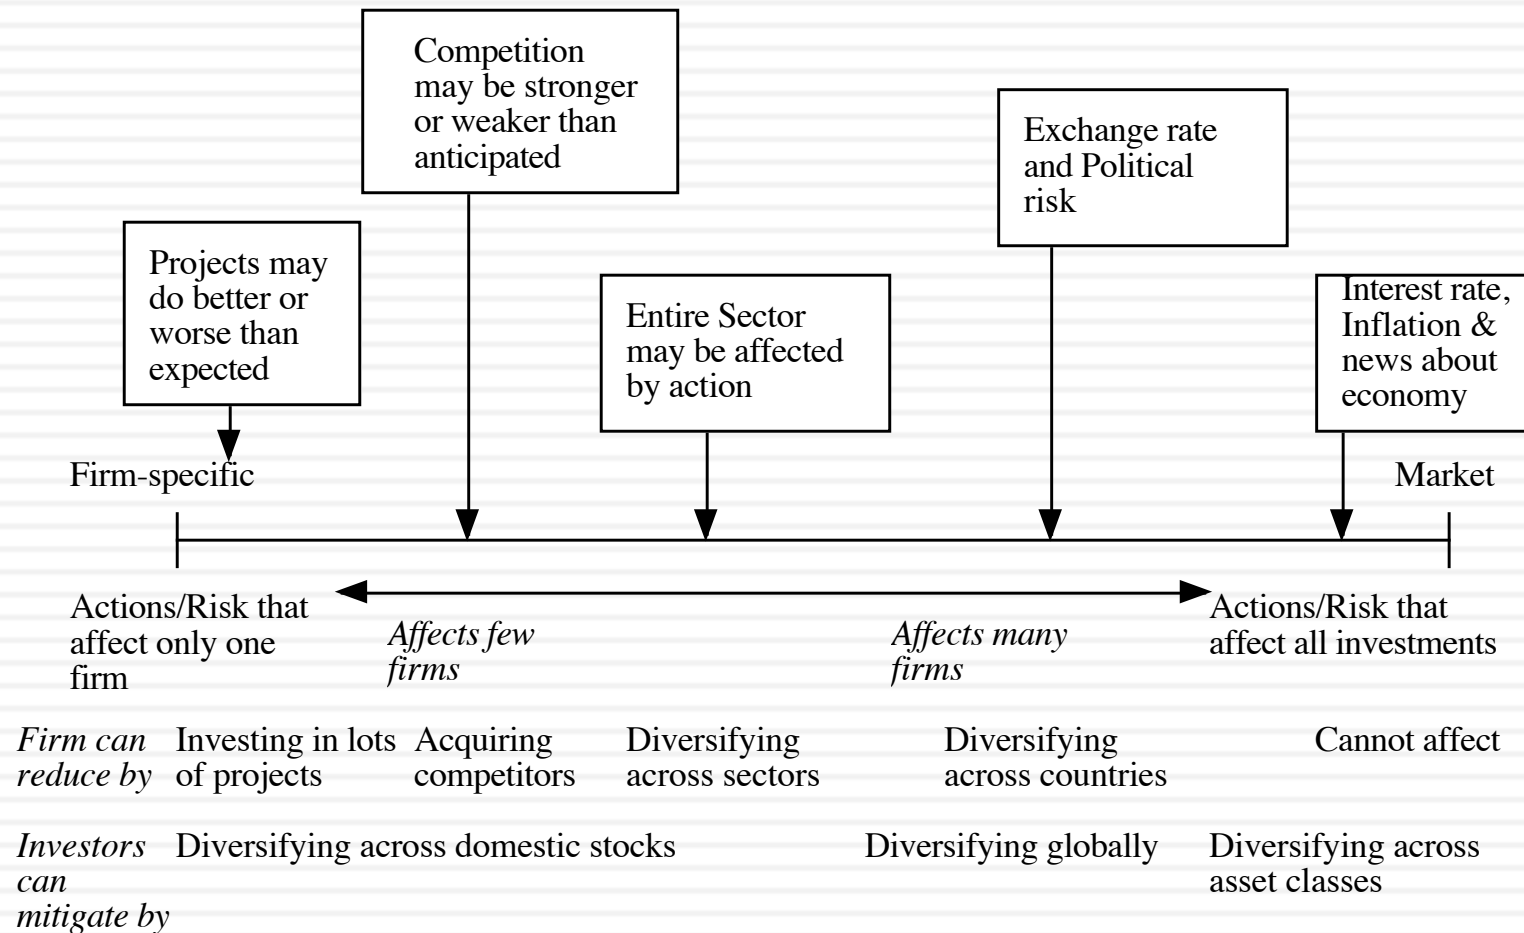 Competition
may be stronger
or weaker than
anticipated
Exchange rate
and Political
risk
Projects may
do better or
worse than
expected
Entire Sector
may be affected
by action
Interest rate,
Inflation &
news about
economy
Firm-specific
Market
Actions/Risk that
affect only one
firm
Affects few
firms
Affects many
firms
Actions/Risk that
affect all investments
Firm can
reduce by
Investing in lots
of projects
Acquiring
competitors
Diversifying
across sectors
Diversifying
across countries
Cannot affect
Investors
can
mitigate by
Diversifying across domestic stocks
Diversifying globally
Diversifying across
asset classes